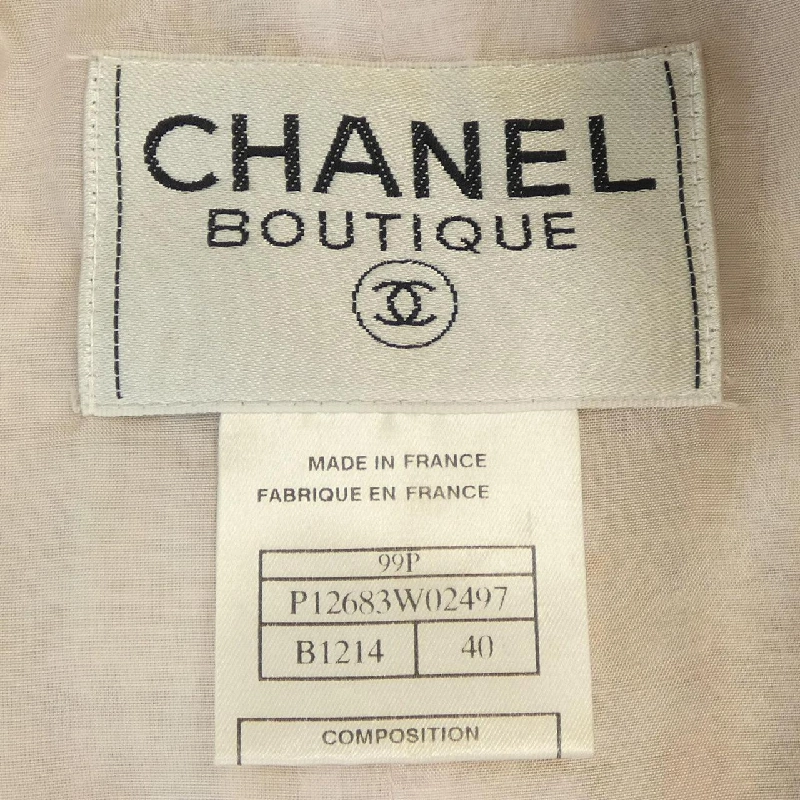 CHANEL
BOUTIQUE
MADE IN FRANCE
FABRIQUE EN FRANCE
99P
P12683W02497
B1214 40
COMPOSITION